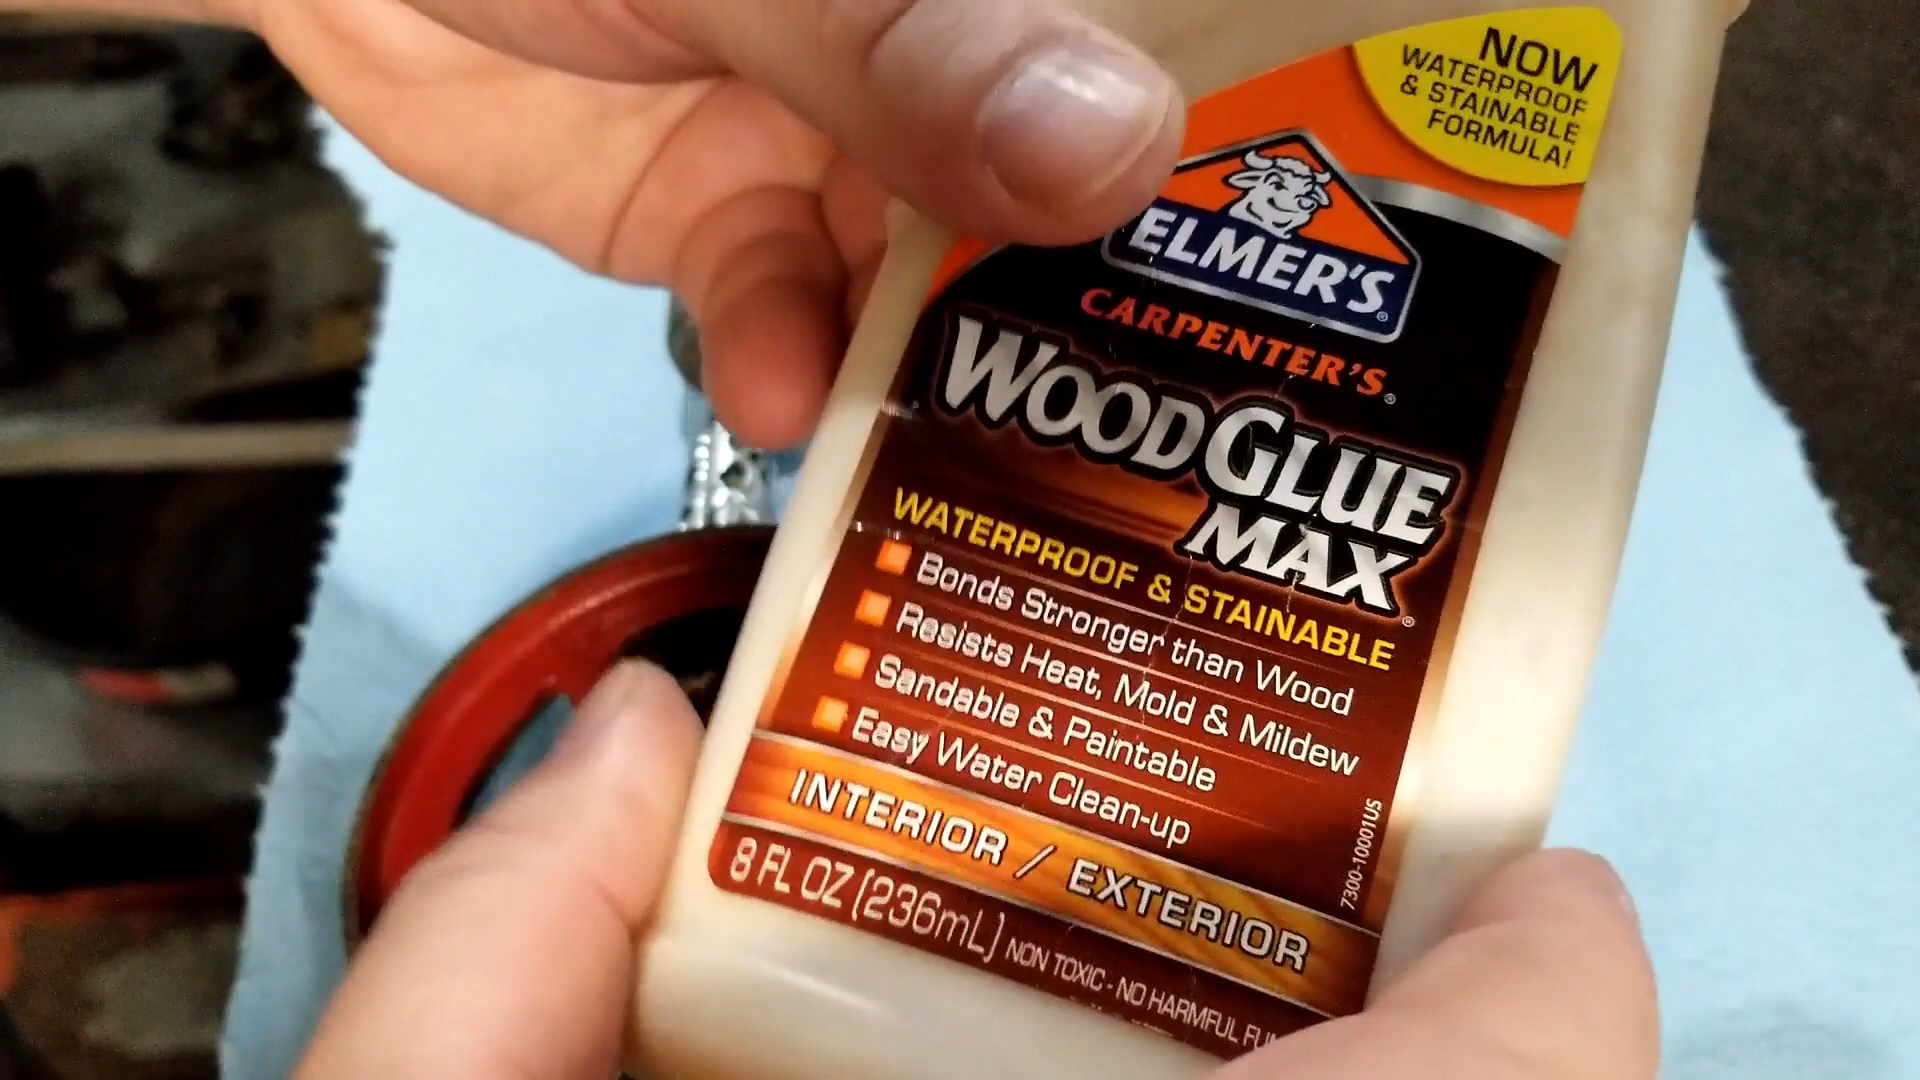 NOW
WATERPROOF
& STAINABLE
FORMULA!
ELMER'S®
CARPENTER'S®
WOOD GLUE
MAX®
WATERPROOF & STAINABLE
Bonds Stronger than Wood
Resists Heat, Mold & Mildew
Sandable & Paintable
Easy Water Clean-up
INTERIOR / EXTERIOR
7300-10001US
8 FL OZ (236mL) NON TOXIC - NO HARMFUL